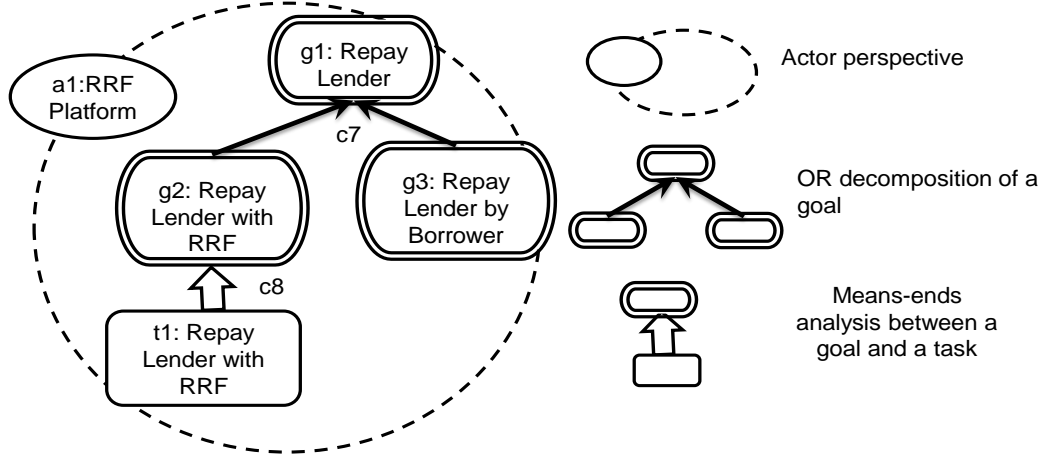 g1: Repay
Lender
a1:RRF
Platform
c7
g2: Repay
Lender with
RRF
g3: Repay
Lender by
Borrower
c8
t1: Repay
Lender with
RRF
Actor perspective
OR decomposition of a
goal
Means-ends
analysis between a
goal and a task